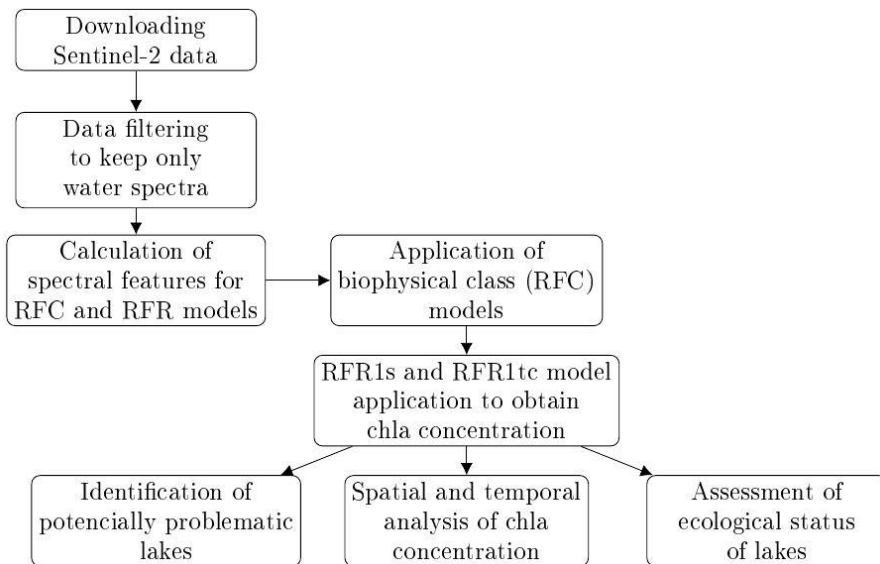 Downloading
Sentinel-2 data
Data filtering
to keep only
water spectra
Calculation of
spectral features for
RFC and RFR models
Application of
biophysical class (RFC)
models
RFR1s and RFR1tc model
application to obtain
chla concentration
Identification of
potencially problematic
lakes
Spatial and temporal
analysis of chla
concentration
Assessment of
ecological status
of lakes